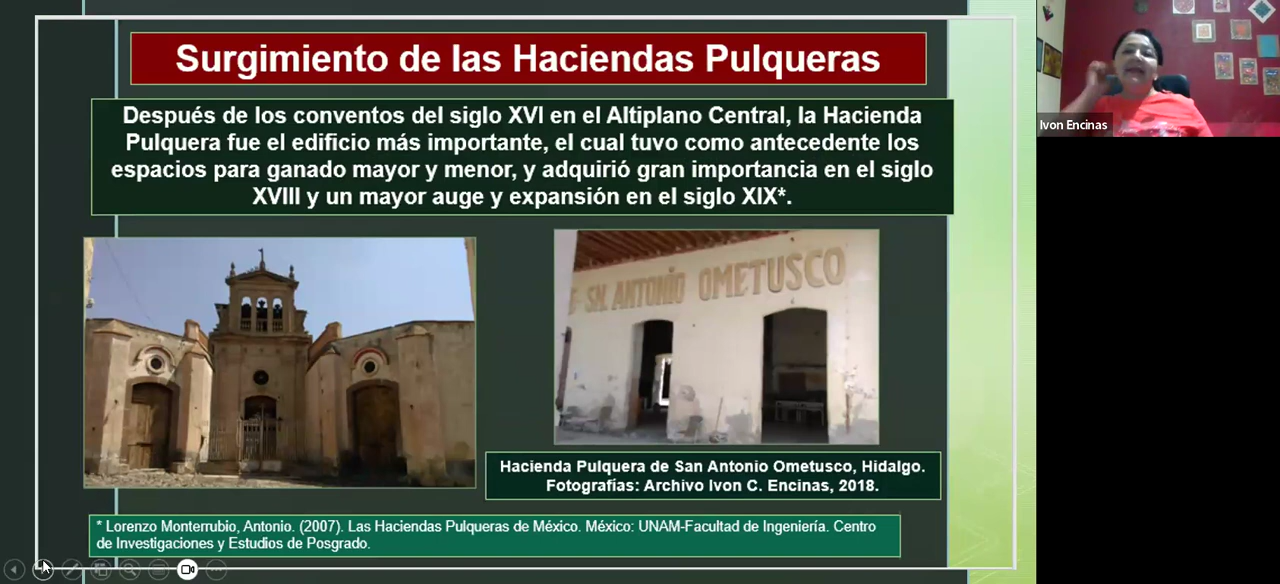 Surgimiento de las Haciendas Pulqueras
Después de los conventos del siglo XVI en el Altiplano Central, la Hacienda
Pulquera fue el edificio más importante, el cual tuvo como antecedente los
espacios para ganado mayor y menor, y adquirió gran importancia en el siglo
XVIII y un mayor auge y expansión en el siglo XIX*.
SN. ANTONIO OMETUSCO
Hacienda Pulquera de San Antonio Ometusco, Hidalgo.
Fotografías: Archivo Ivon C. Encinas, 2018.
* Lorenzo Monterrubio, Antonio. (2007). Las Haciendas Pulqueras de México. México: UNAM-Facultad de Ingeniería. Centro
de Investigaciones y Estudios de Posgrado.
Ivon Encinas